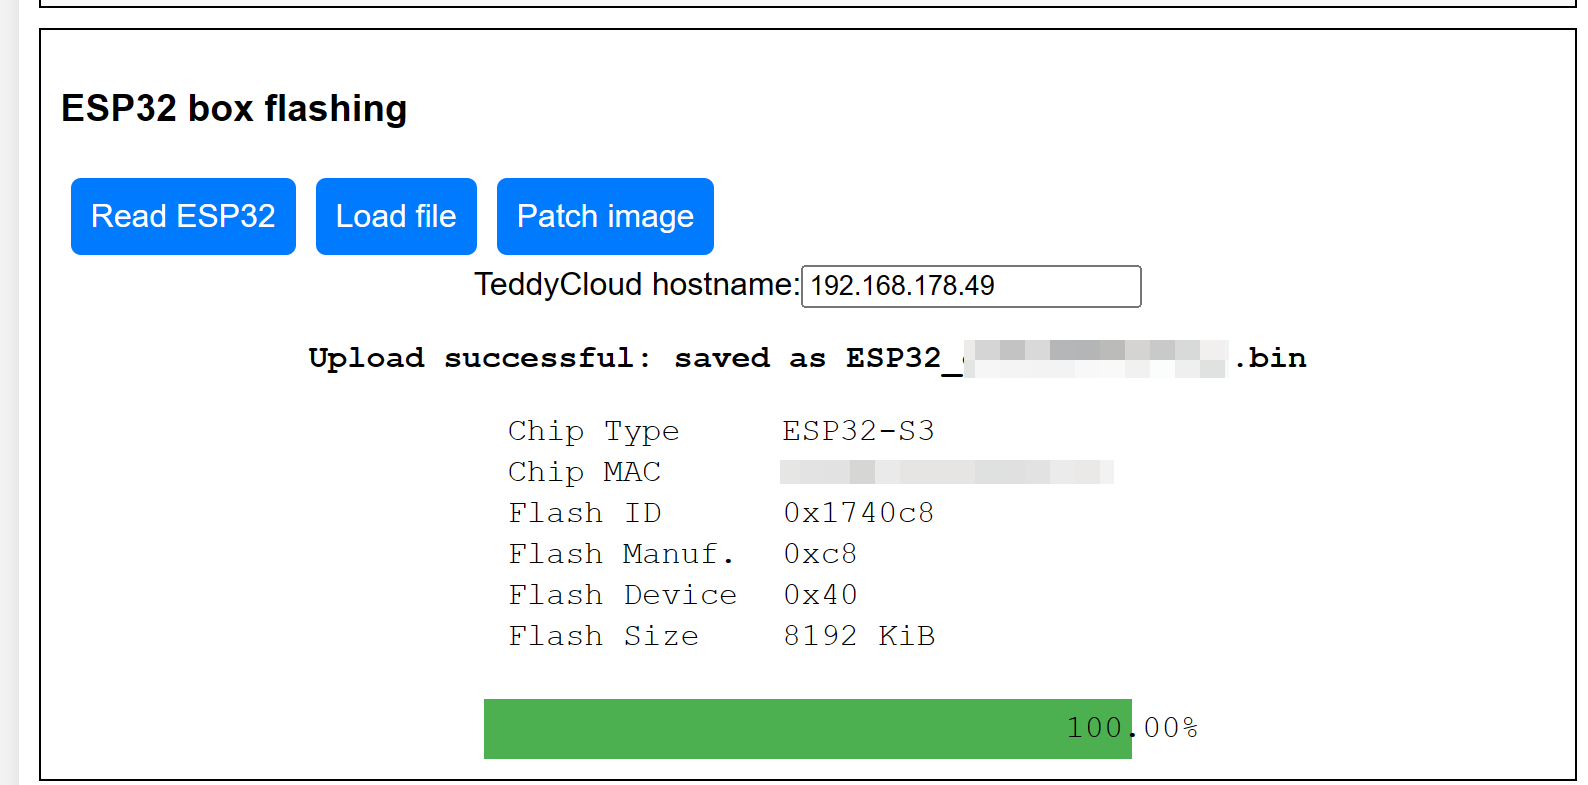 ESP32 box flashing
Read ESP32 Load file Patch image
TeddyCloud hostname: 192.168.178.49
Upload successful: saved as ESP32_ .bin
Chip Type ESP32-S3
Chip MAC
Flash ID 0x1740c8
Flash Manuf. 0xc8
Flash Device 0x40
Flash Size 8192 KiB
100.00%